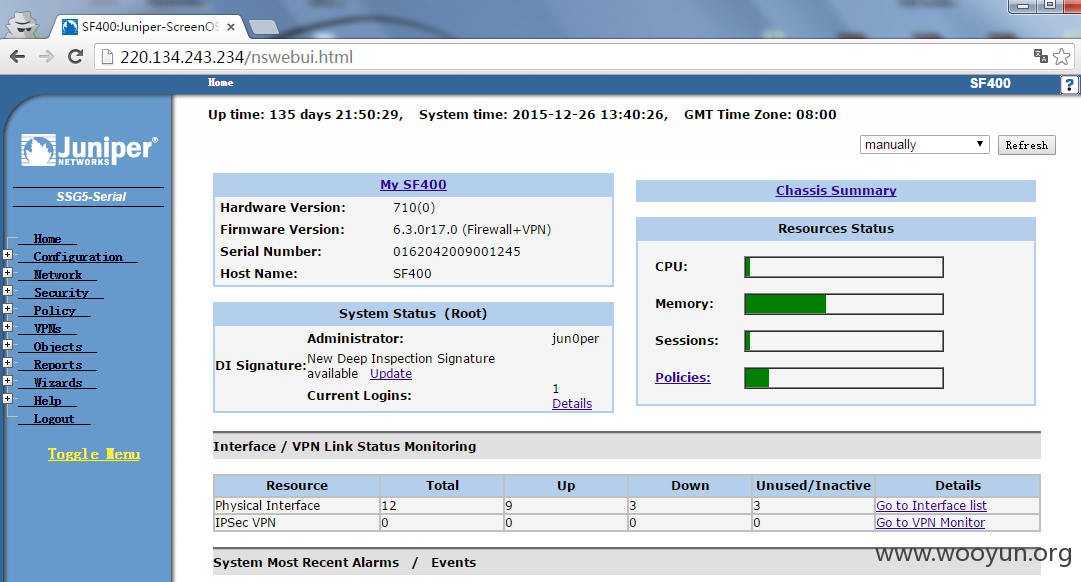 SF400:Juniper-ScreenOS
220.134.243.234/nswebui.html
Home
SF400
?
Up time: 135 days 21:50:29, System time: 2015-12-26 13:40:26, GMT Time Zone: 08:00
manually
Refresh
Juniper®
NETWORKS
SSG5-Serial
Home
Configuration
Network
Security
Policy
VPNs
Objects
Reports
Wizards
Help
Logout
Toggle Menu
My SF400
Hardware Version: 710(0)
Firmware Version: 6.3.0r17.0 (Firewall+VPN)
Serial Number: 0162042009001245
Host Name: SF400
System Status (Root)
Administrator: jun0per
DI Signature: New Deep Inspection Signature
available Update
Current Logins: 1
Details
Chassis Summary
Resources Status
CPU:
Memory:
Sessions:
Policies:
Interface / VPN Link Status Monitoring
Resource Total Up Down Unused/Inactive Details
Physical Interface 12 9 3 3 Go to Interface list
IPSec VPN 0 0 0 0 Go to VPN Monitor
System Most Recent Alarms / Events
www.wooyun.org